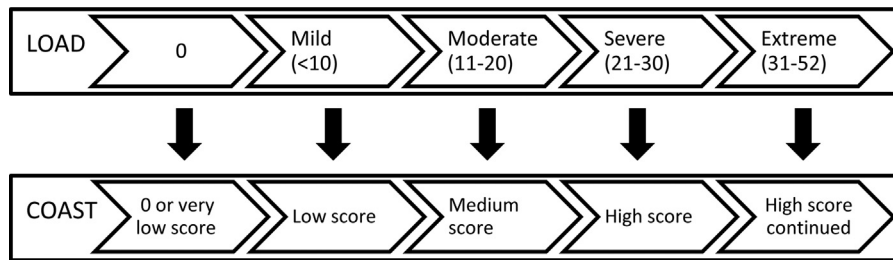 LOAD
0
Mild
(<10)
Moderate
(11-20)
Severe
(21-30)
Extreme
(31-52)
COAST
0 or very
low score
Low score
Medium
score
High score
High score
continued